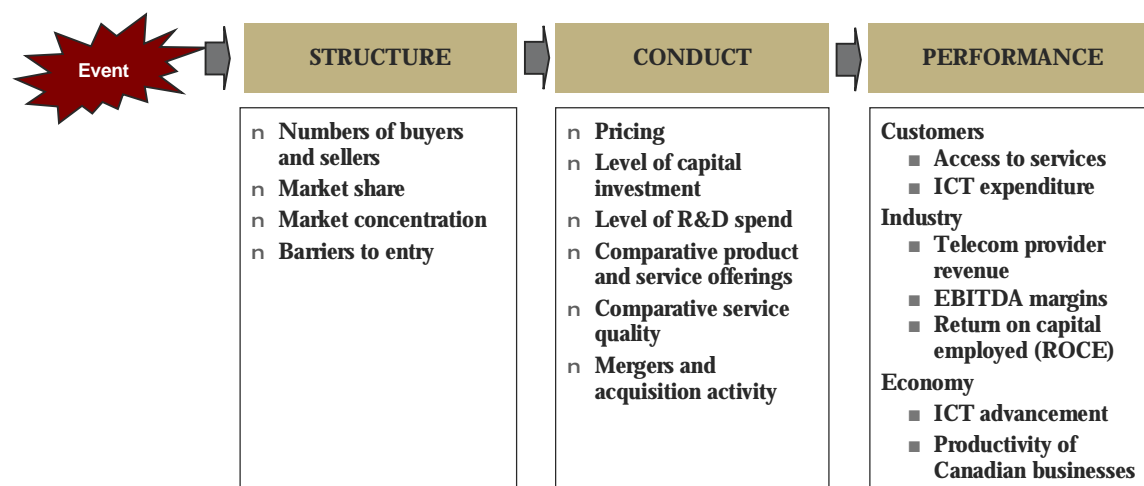 Event
STRUCTURE
n Numbers of buyers
and sellers
n Market share
n Market concentration
n Barriers to entry
CONDUCT
n Pricing
n Level of capital
investment
n Level of R&D spend
n Comparative product
and service offerings
n Comparative service
quality
n Mergers and
acquisition activity
PERFORMANCE
Customers
■ Access to services
■ ICT expenditure
Industry
■ Telecom provider
revenue
■ EBITDA margins
■ Return on capital
employed (ROCE)
Economy
■ ICT advancement
■ Productivity of
Canadian businesses